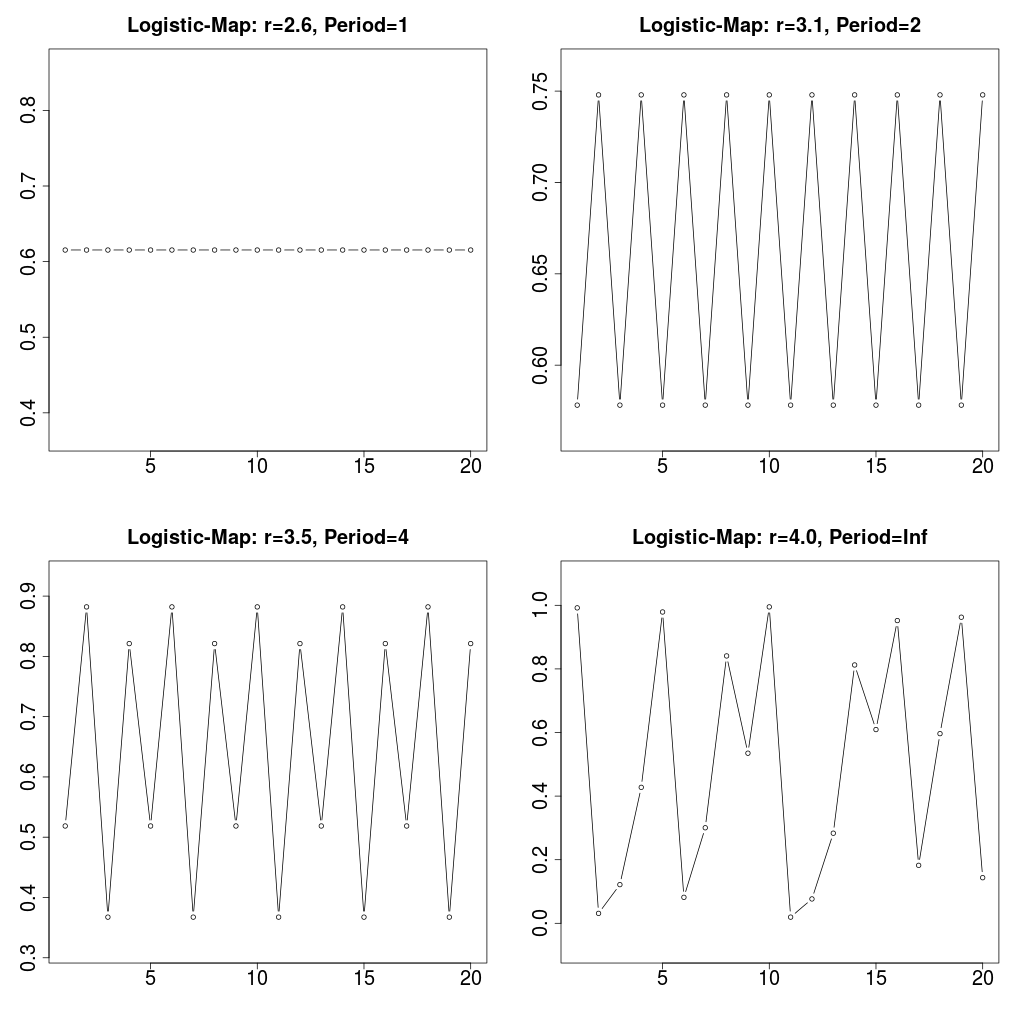 Logistic-Map: r=2.6, Period=1
0.8
0.7
0.6
0.5
0.4
5 10 15 20
Logistic-Map: r=3.1, Period=2
0.75
0.70
0.65
0.60
5 10 15 20
Logistic-Map: r=3.5, Period=4
0.9
0.8
0.7
0.6
0.5
0.4
0.3
5 10 15 20
Logistic-Map: r=4.0, Period=Inf
1.0
0.8
0.6
0.4
0.2
0.0
5 10 15 20